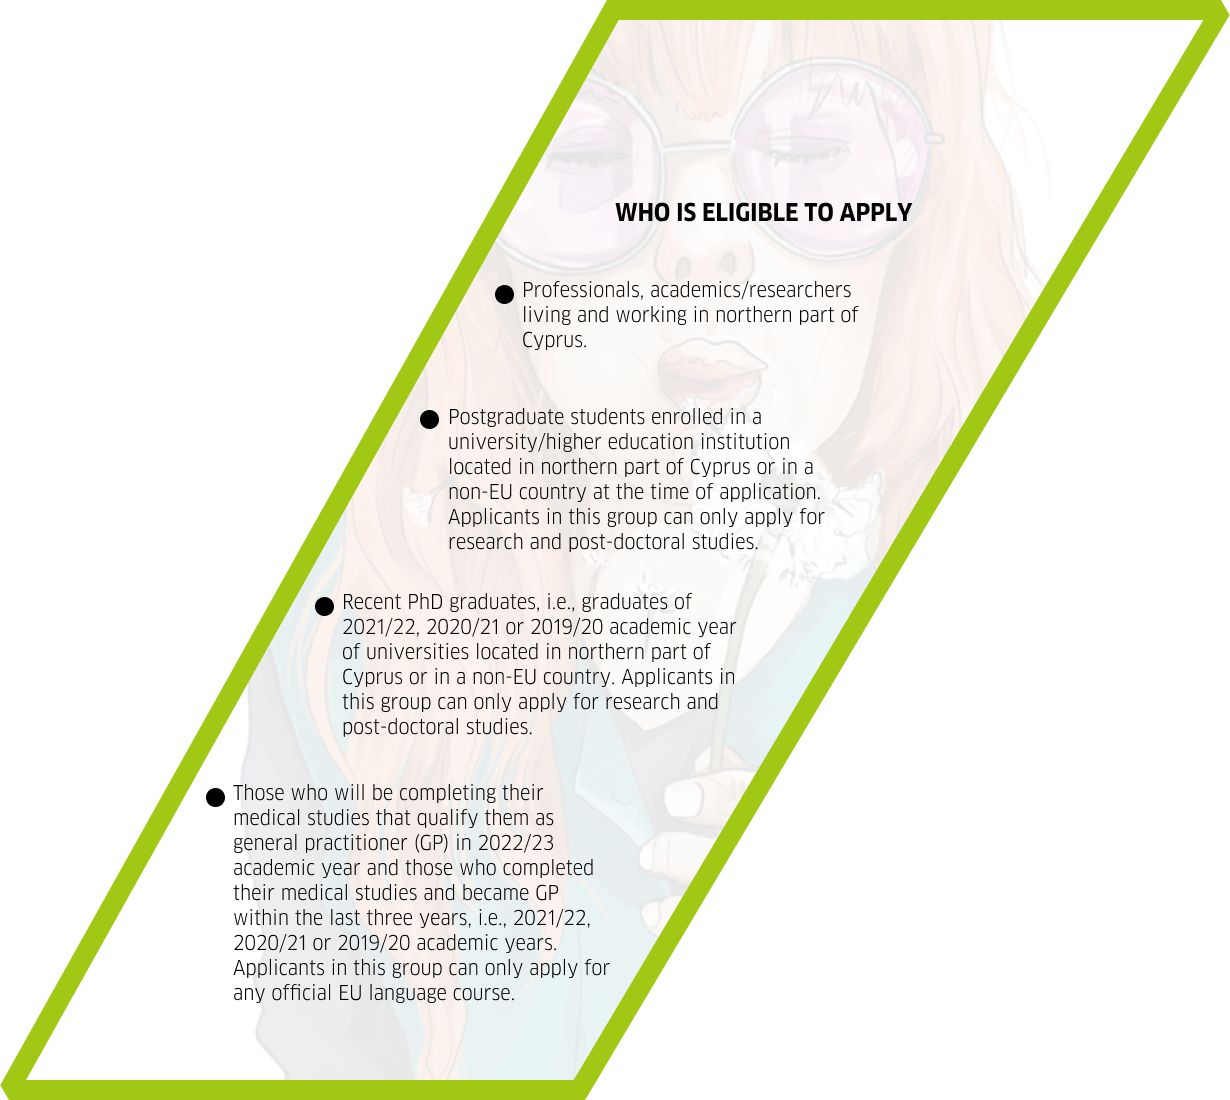 WHO IS ELIGIBLE TO APPLY
Professionals, academics/researchers
living and working in northern part of
Cyprus.
Postgraduate students enrolled in a
university/higher education institution
located in northern part of Cyprus or in a
non-EU country at the time of application.
Applicants in this group can only apply for
research and post-doctoral studies.
Recent PhD graduates, i.e., graduates of
2021/22, 2020/21 or 2019/20 academic year
of universities located in northern part of
Cyprus or in a non-EU country. Applicants in
this group can only apply for research and
post-doctoral studies.
Those who will be completing their
medical studies that qualify them as
general practitioner (GP) in 2022/23
academic year and those who completed
their medical studies and became GP
within the last three years, i.e., 2021/22,
2020/21 or 2019/20 academic years.
Applicants in this group can only apply for
any official EU language course.